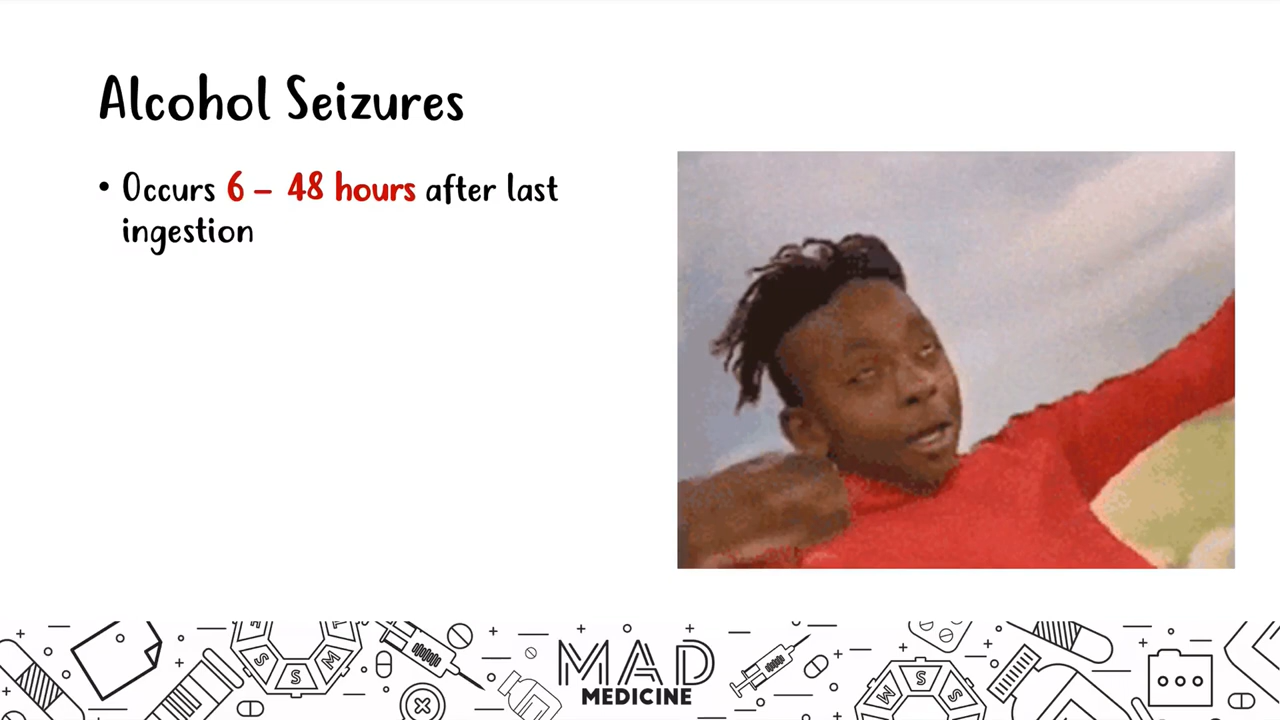 Alcohol Seizures
• Occurs 6 – 48 hours after last
ingestion
MAD
MEDICINE
S
S
M
M
S
S